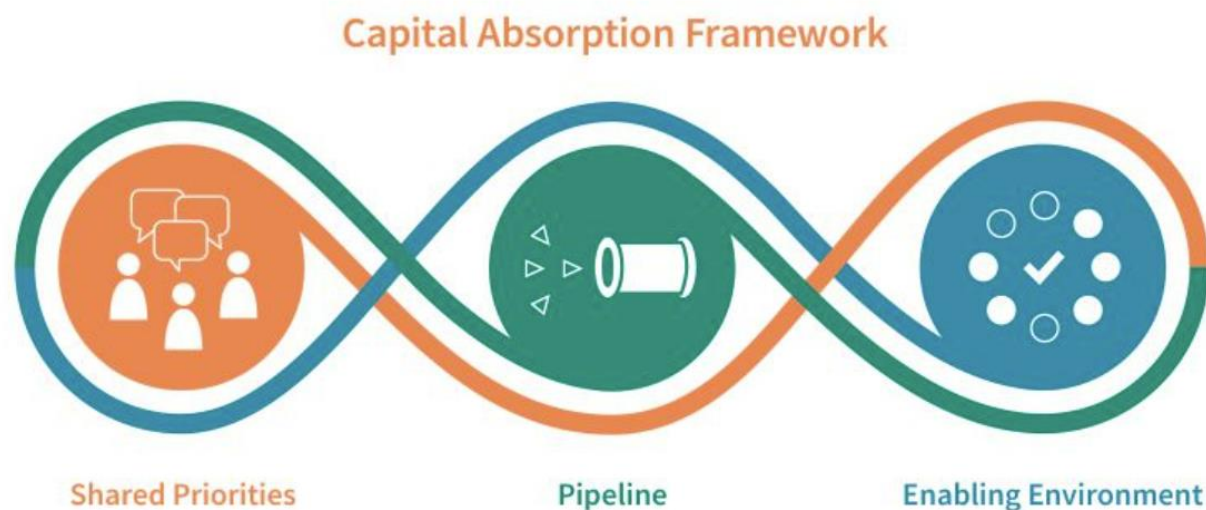 Capital Absorption Framework
Shared Priorities
Pipeline
Enabling Environment